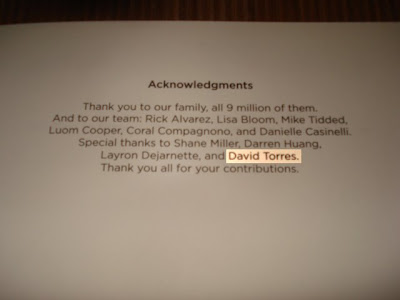 Acknowledgments
Thank you to our family, all 9 million of them.
And to our team: Rick Alvarez, Lisa Bloom, Mike Tidded,
Luom Cooper, Coral Compagnono, and Danielle Casinelli.
Special thanks to Shane Miller, Darren Huang,
Layron Dejarnette, and David Torres.
Thank you all for your contributions.